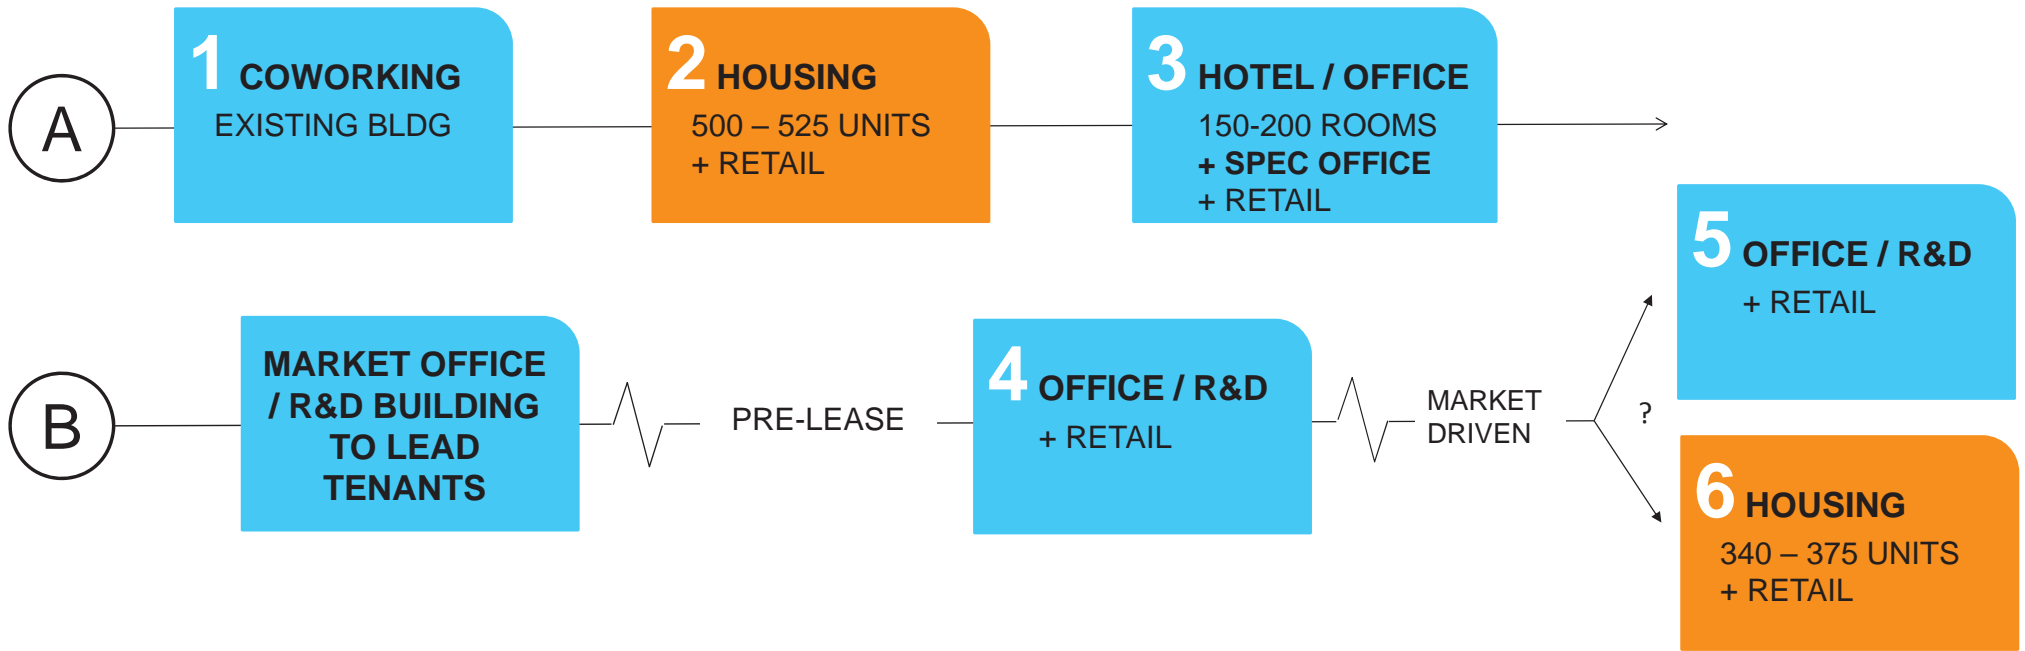 A
1 COWORKING
EXISTING BLDG
2 HOUSING
500 – 525 UNITS
+ RETAIL
3 HOTEL / OFFICE
150-200 ROOMS
+ SPEC OFFICE
+ RETAIL
B
MARKET OFFICE
/ R&D BUILDING
TO LEAD
TENANTS
PRE-LEASE
4 OFFICE / R&D
+ RETAIL
MARKET
DRIVEN
?
5 OFFICE / R&D
+ RETAIL
6 HOUSING
340 – 375 UNITS
+ RETAIL